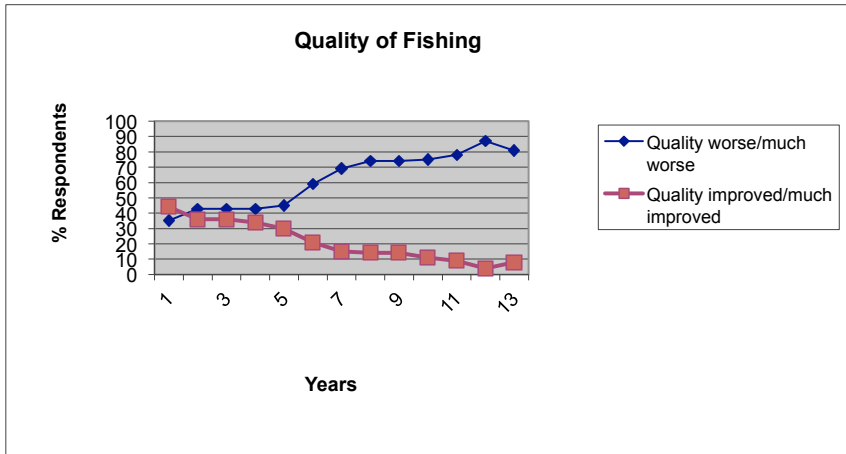 Quality of Fishing
% Respondents
100
90
80
70
60
50
40
30
20
10
0
1
3
5
7
9
11
13
Years
Quality worse/much
worse
Quality improved/much
improved